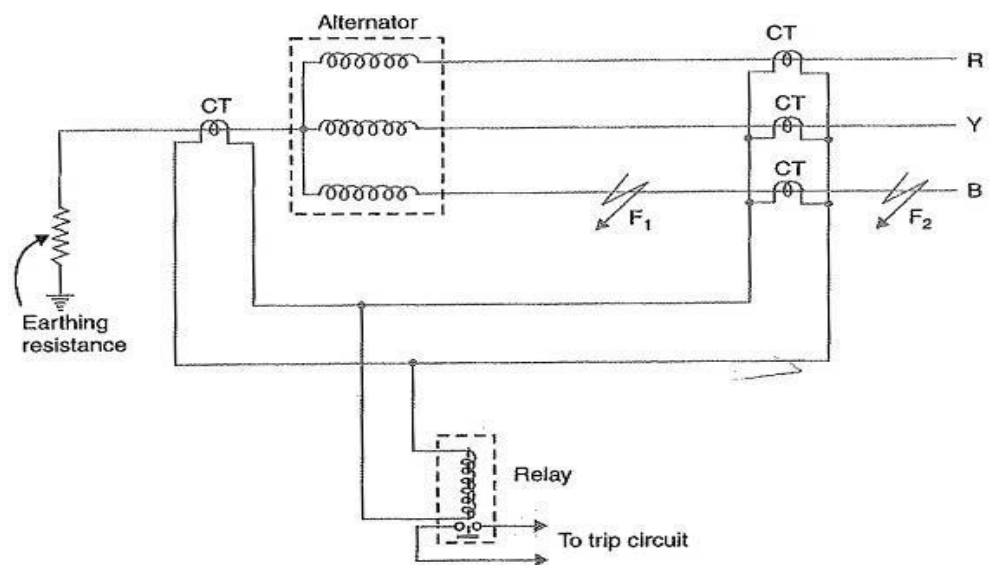 Alternator
CT
R
CT
CT
Y
CT
B
F1
F2
Earthing
resistance
Relay
To trip circuit